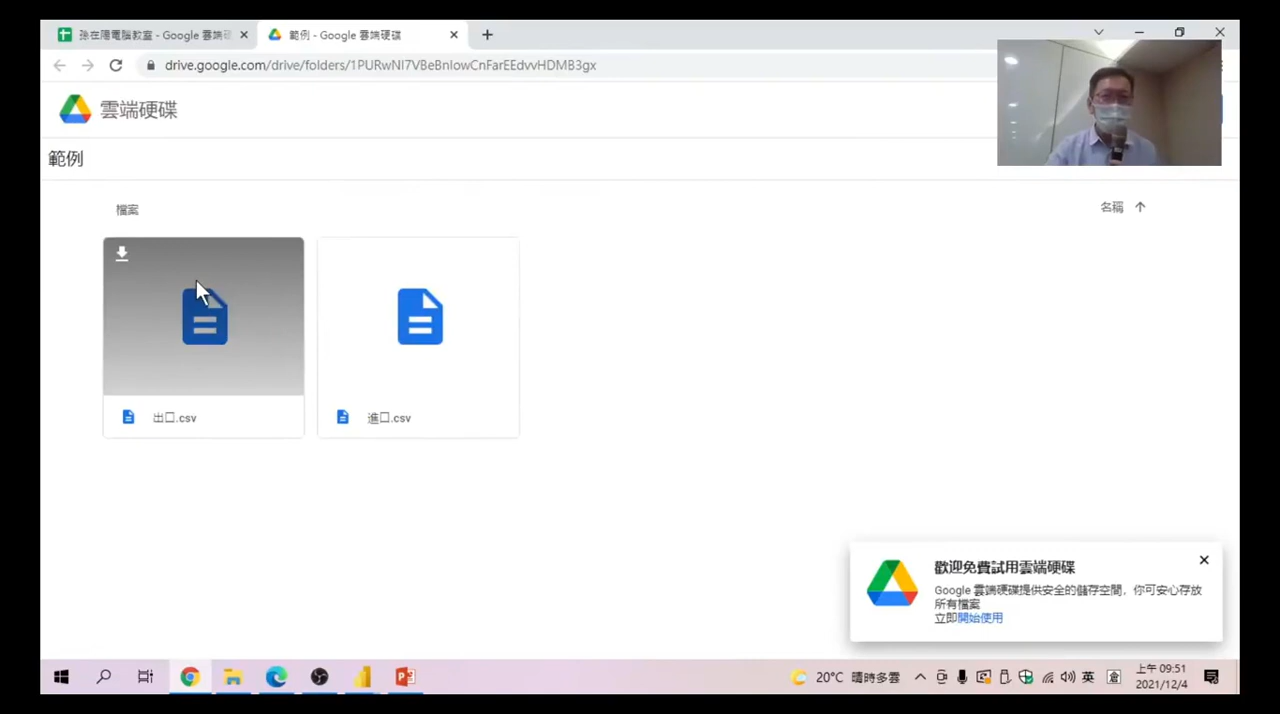 孫在陽電腦教室 - Google 雲端硬
範例 - Google 雲端硬碟
drive.google.com/drive/folders/1PURwNI7VBeBnIowCnFarEEdvvHDMB3gx
雲端硬碟
範例
檔案
名稱
出口.csv
進口.csv
歡迎免費試用雲端硬碟
Google 雲端硬碟提供安全的儲存空間，你可安心存放
所有檔案
立即開始使用
20°C 晴時多雲
英
倉
上午 09:51
2021/12/4